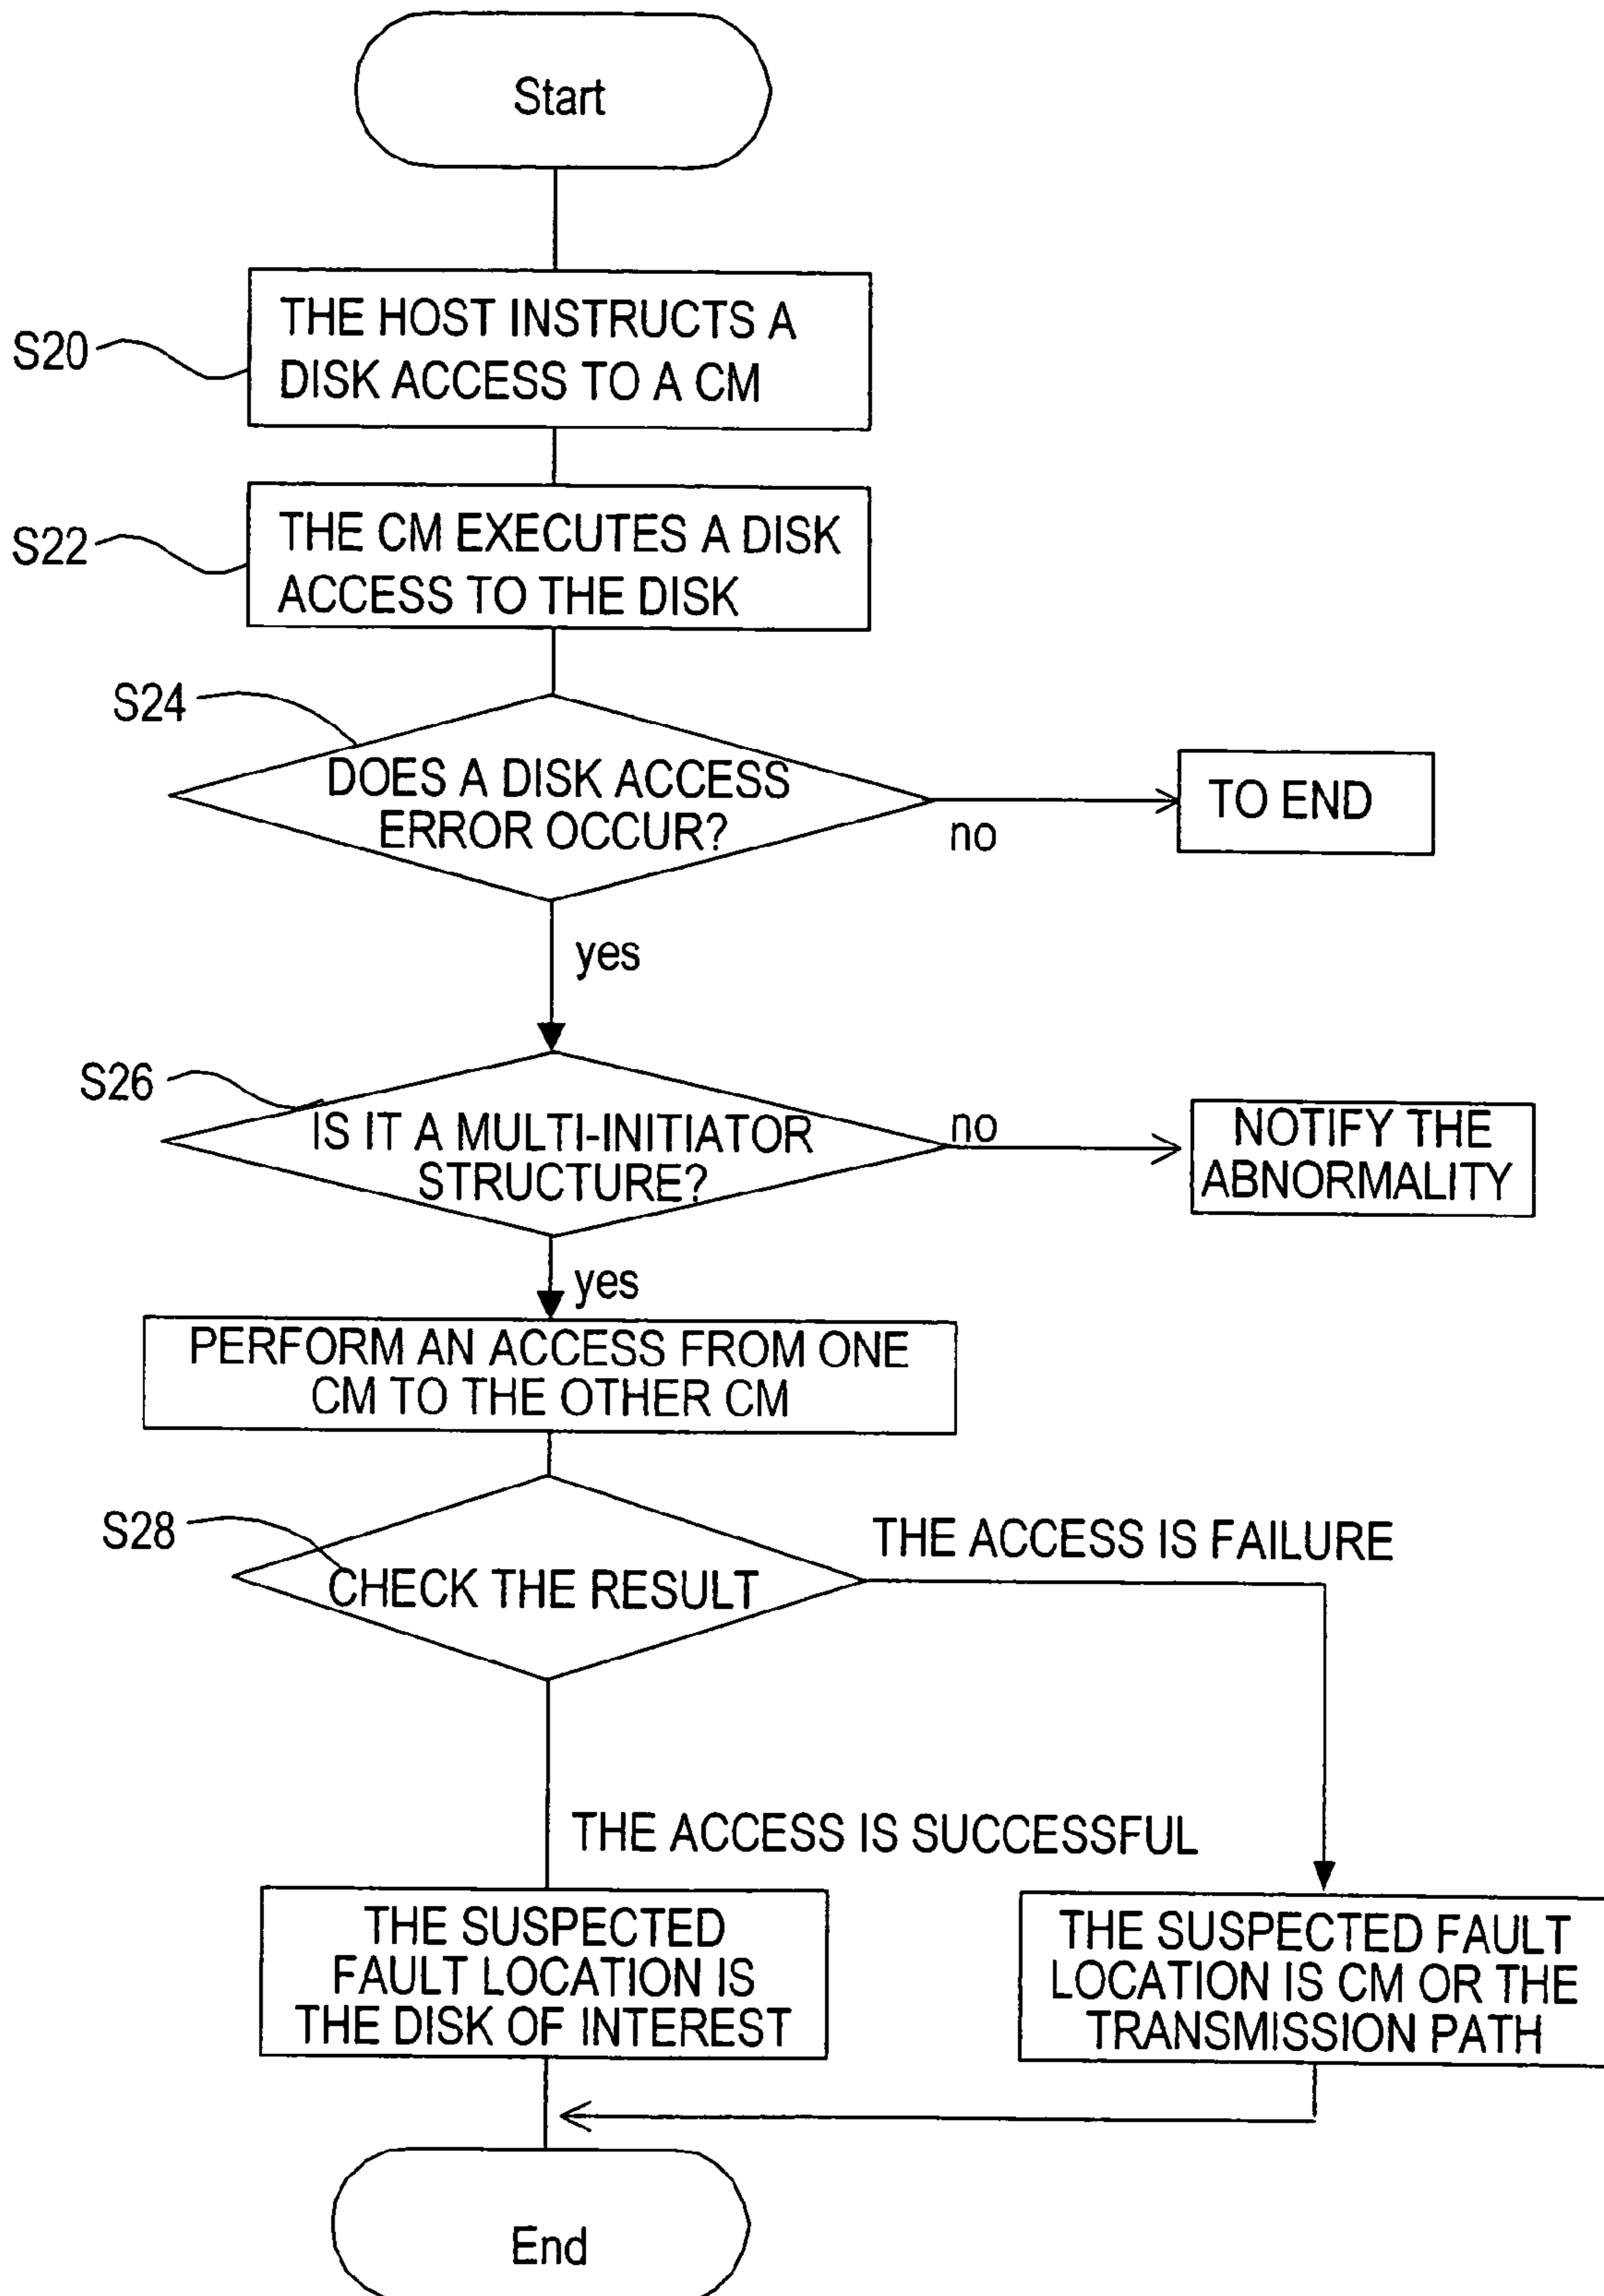 Start
S20
THE HOST INSTRUCTS A
DISK ACCESS TO A CM
S22
THE CM EXECUTES A DISK
ACCESS TO THE DISK
S24
DOES A DISK ACCESS
ERROR OCCUR?
no
TO END
yes
S26
IS IT A MULTI-INITIATOR
STRUCTURE?
no
NOTIFY THE
ABNORMALITY
yes
PERFORM AN ACCESS FROM ONE
CM TO THE OTHER CM
S28
CHECK THE RESULT
THE ACCESS IS FAILURE
THE ACCESS IS SUCCESSFUL
THE SUSPECTED
FAULT LOCATION IS
THE DISK OF INTEREST
THE SUSPECTED FAULT
LOCATION IS CM OR THE
TRANSMISSION PATH
End